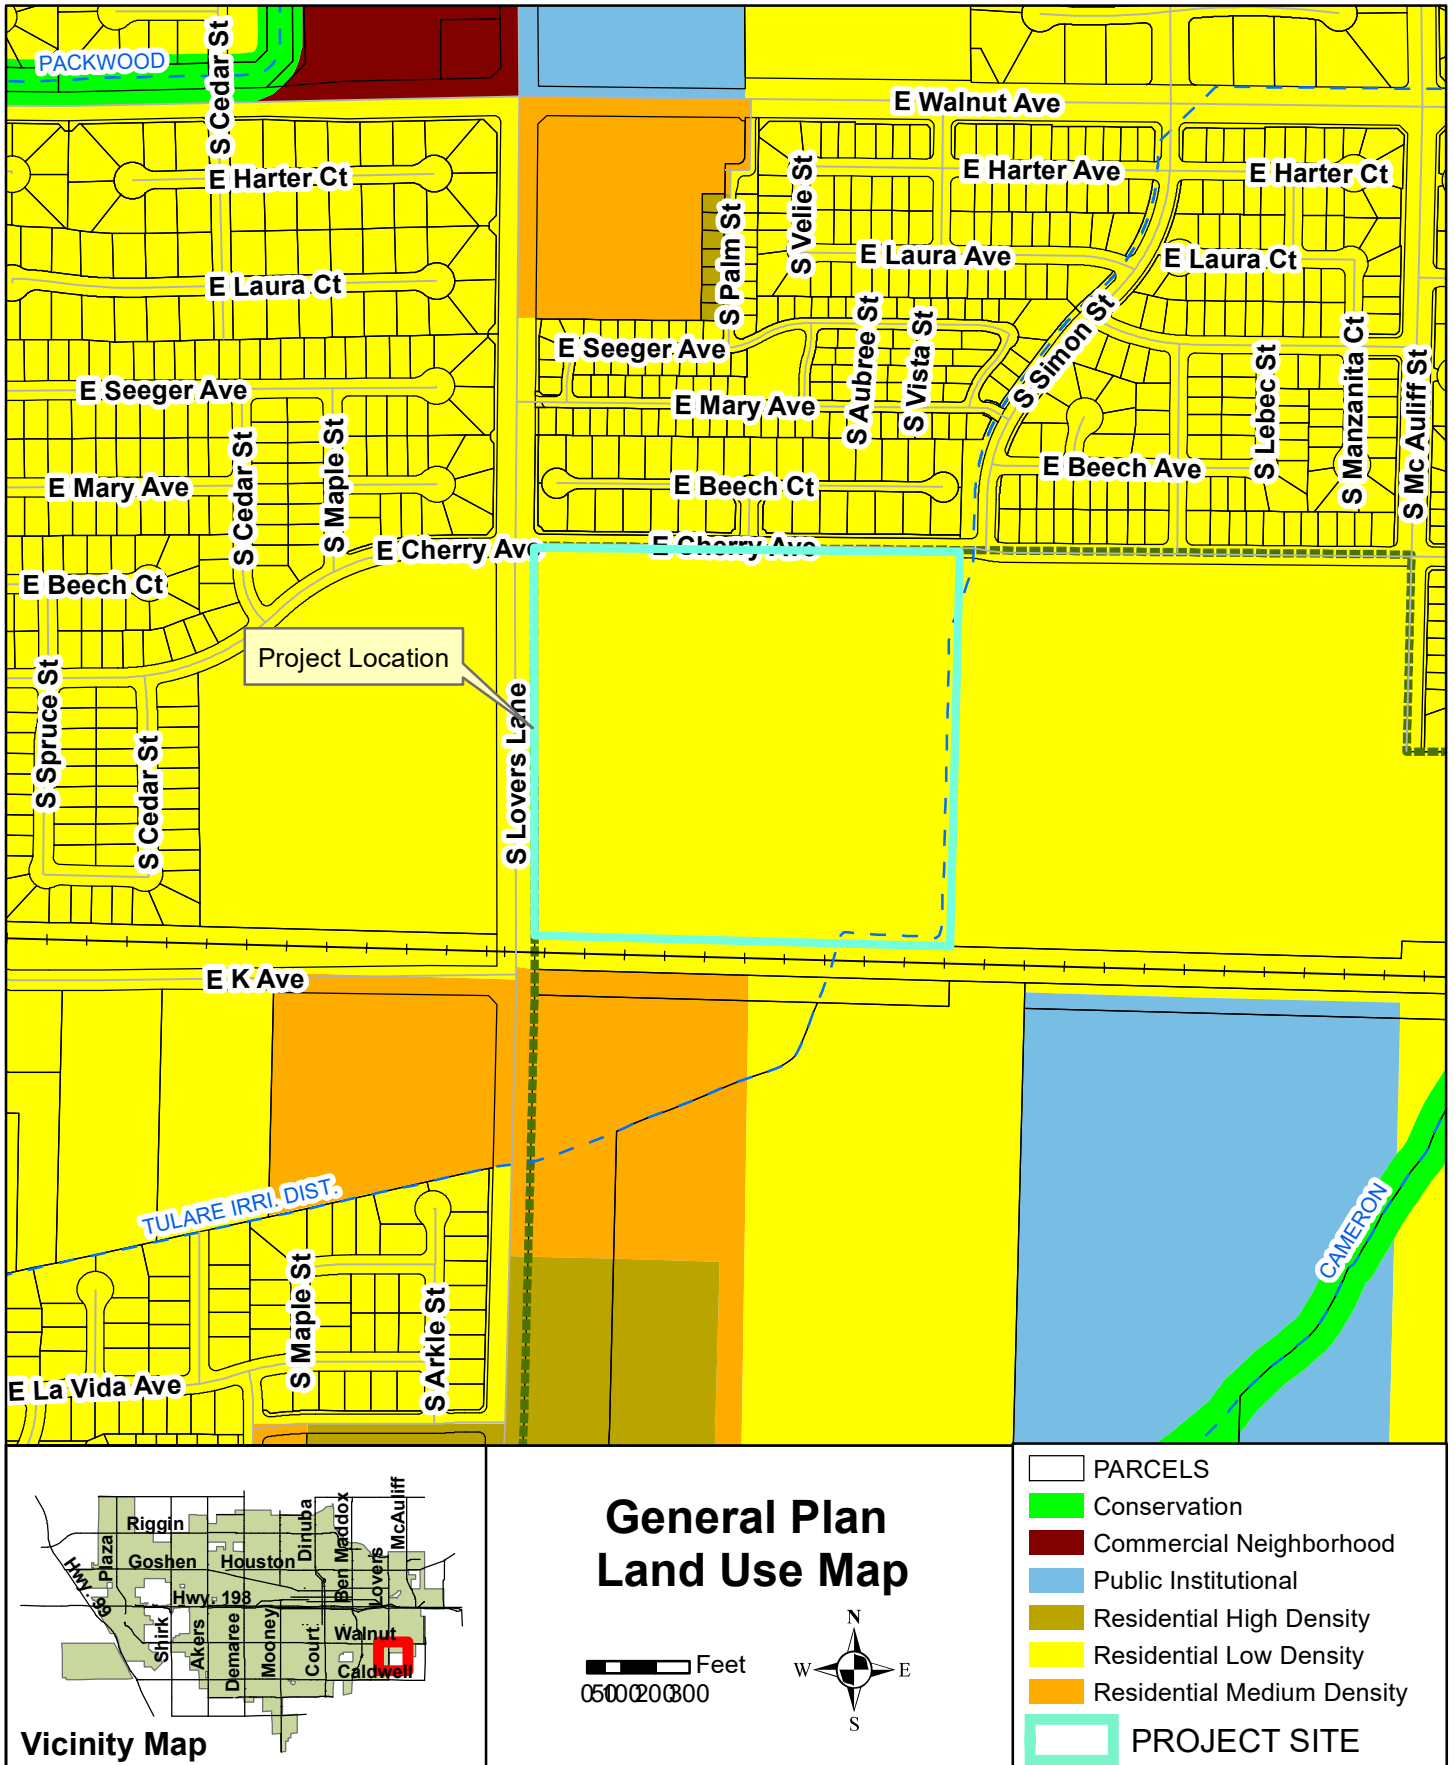 PACKWOOD
S Cedar St
E Walnut Ave
E Harter Ct
S Velie St
E Harter Ave
E Harter Ct
S Palm St
E Laura Ave
E Laura Ct
E Laura Ct
S Aubree St
S Vista St
S Simon St
E Seeger Ave
S Lebec St
S Manzanita Ct
S Mc Auliff St
E Seeger Ave
E Mary Ave
S Cedar St
S Maple St
E Beech Ave
E Mary Ave
E Beech Ct
E Cherry Ave
E Cherry Ave
E Beech Ct
Project Location
S Spruce St
S Cedar St
S Lovers Lane
E K Ave
TULARE IRRI. DIST.
CAMERON
S Maple St
S Arkle St
E La Vida Ave
Riggin
Plaza
Goshen
Houston
Dinuba
Ben Maddox
Lovers
McAuliff
Hwy. 99
Hwy. 198
Shirk
Akers
Demaree
Mooney
Court
Walnut
Caldwell
Vicinity Map
General Plan
Land Use Map
Feet
0 50 100 200 300
N
W
E
S
PARCELS
Conservation
Commercial Neighborhood
Public Institutional
Residential High Density
Residential Low Density
Residential Medium Density
PROJECT SITE